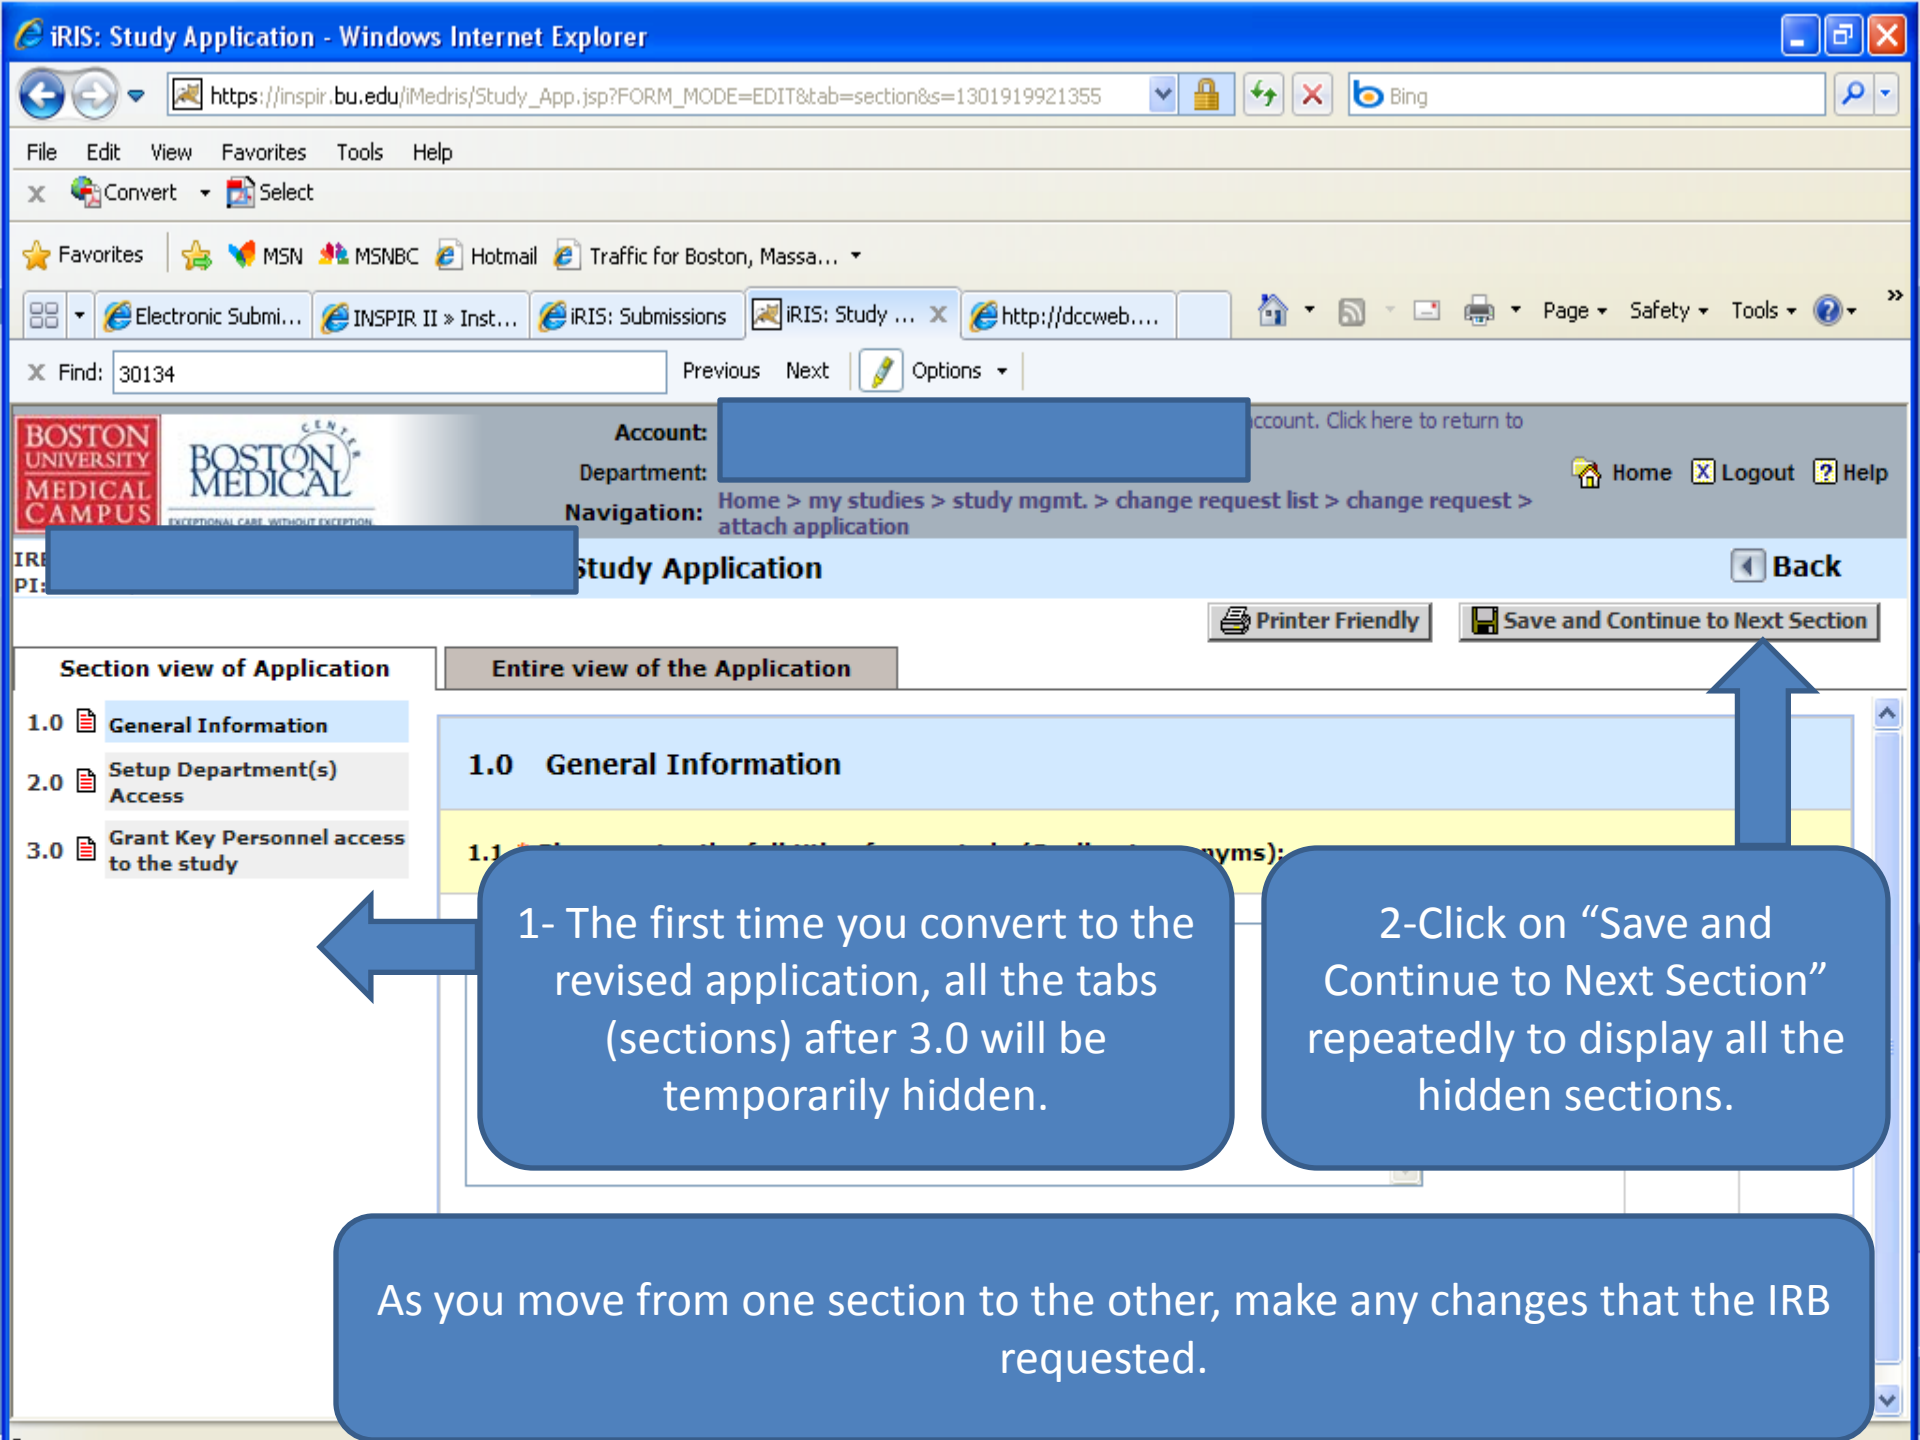 iRIS: Study Application - Windows Internet Explorer
https://inspir.bu.edu/iMedris/Study_App.jsp?FORM_MODE=EDIT&tab=section&s=1301919921355
Bing
File Edit View Favorites Tools Help
x Convert Select
Favorites MSN MSNBC Hotmail Traffic for Boston, Massa...
Electronic Submi... INSPIR II » Inst... iRIS: Submissions iRIS: Study ... X http://dccweb.... Page Safety Tools »
x Find: 30134 Previous Next Options
BOSTON
UNIVERSITY
MEDICAL
CAMPUS
BOSTON
MEDICAL
CENTER
EXCEPTIONAL CARE. WITHOUT EXCEPTION.
Account:
account. Click here to return to
Department:
Navigation: Home > my studies > study mgmt. > change request list > change request >
attach application
Home Logout Help
PI:
Study Application
Back
Printer Friendly Save and Continue to Next Section
Section view of Application Entire view of the Application
1.0 General Information
2.0 Setup Department(s)
Access
3.0 Grant Key Personnel access
to the study
1.0 General Information
1.1 *
1- The first time you convert to the
revised application, all the tabs
(sections) after 3.0 will be
temporarily hidden.
2-Click on “Save and
Continue to Next Section”
repeatedly to display all the
hidden sections.
As you move from one section to the other, make any changes that the IRB
requested.